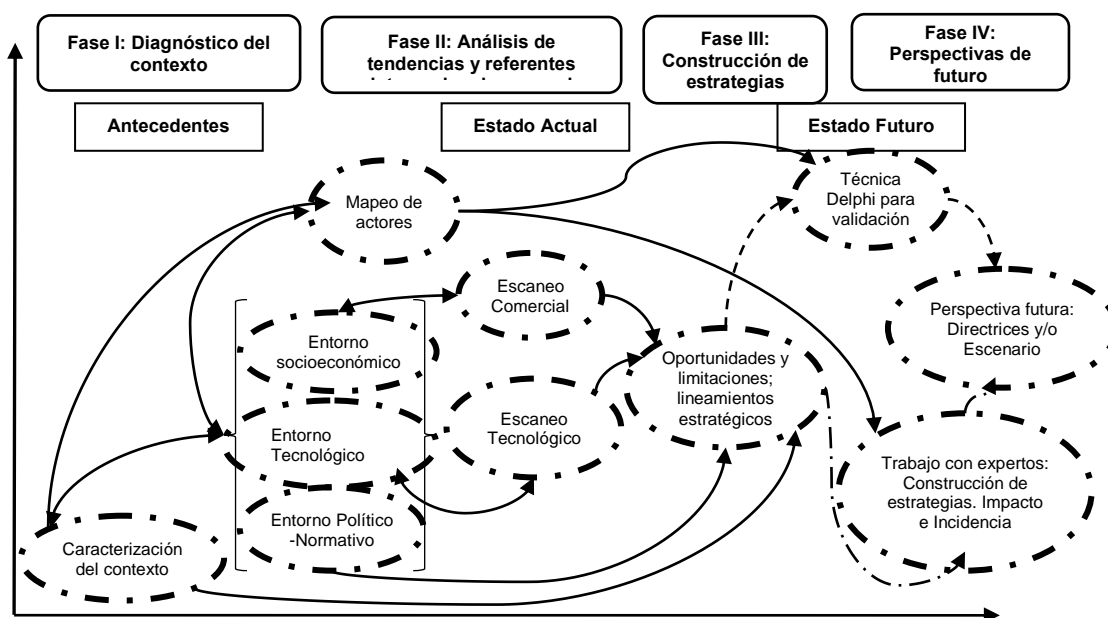 Fase I: Diagnóstico del
contexto
Fase II: Análisis de
tendencias y referentes
Fase III:
Construcción de
estrategias
Fase IV:
Perspectivas de
futuro
Antecedentes
Estado Actual
Estado Futuro
Mapeo de
actores
Técnica
Delphi para
validación
Escaneo
Comercial
Perspectiva futura:
Directrices y/o
Escenario
Entorno
socioeconómico
Oportunidades y
limitaciones;
lineamientos
estratégicos
Entorno
Tecnológico
Escaneo
Tecnológico
Trabajo con expertos:
Construcción de
estrategias. Impacto
e Incidencia
Entorno Político
-Normativo
Caracterización
del contexto